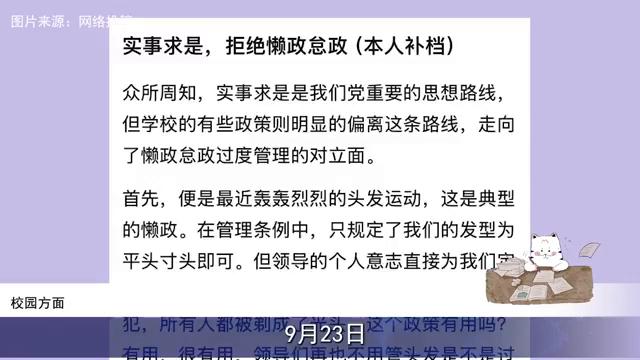 图片来源：网络投稿
实事求是，拒绝懒政怠政（本人补档）
众所周知，实事求是是我们党重要的思想路线，
但学校的有些政策则明显的偏离这条路线，走向
了懒政怠政过度管理的对立面。
首先，便是最近轰轰烈烈的头发运动，这是典型
的懒政。在管理条例中，只规定了我们的发型为
平头寸头即可。但领导的个人意志直接为我们定
校园方面
犯，所有人都被剃成了光头。这个政策有用吗？
9月23日
有用，很有用，领导们再也不用管头发是不是过